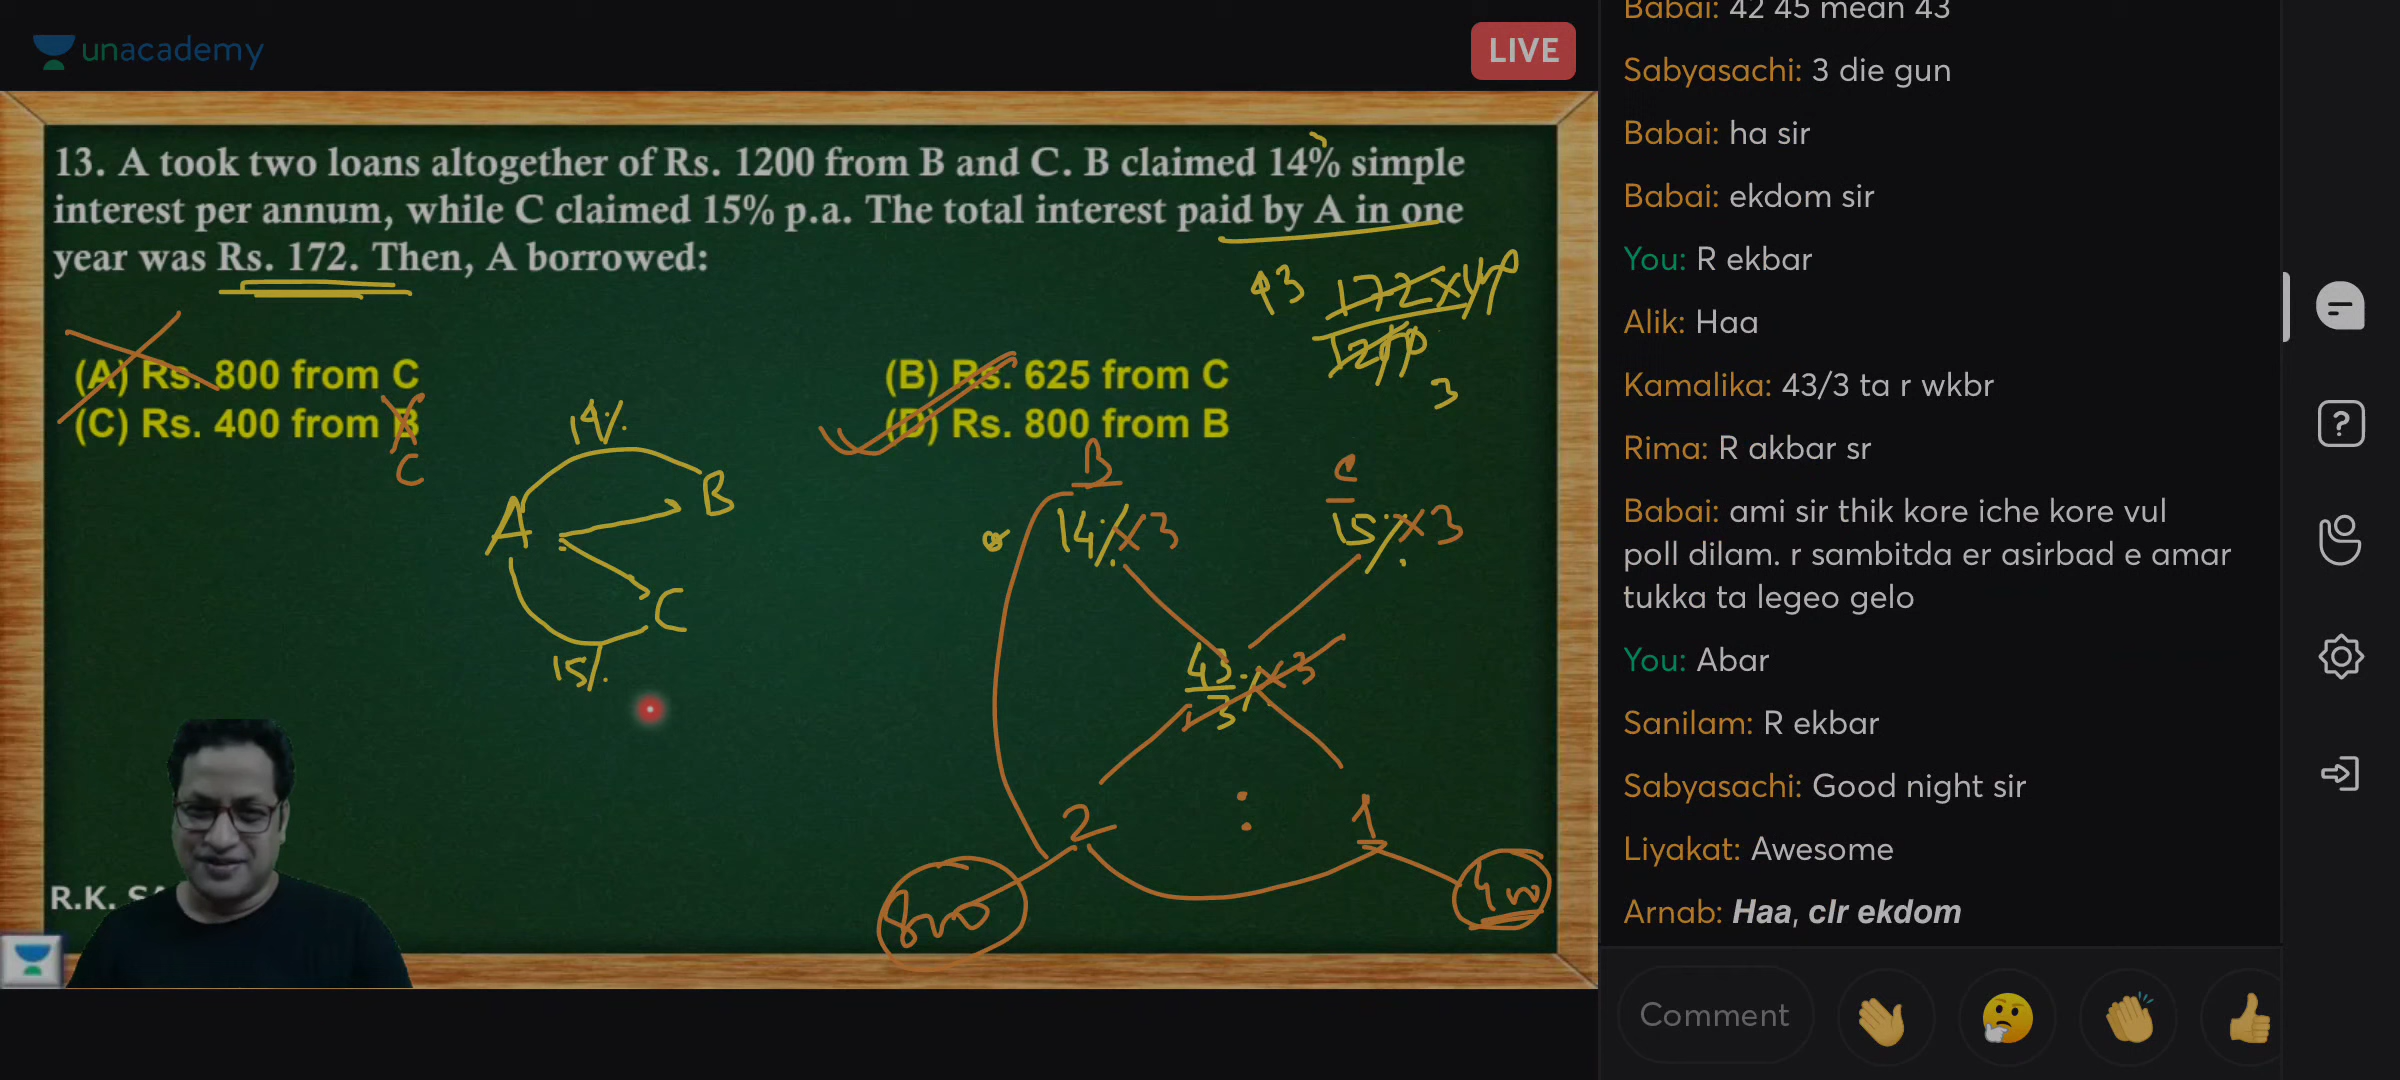 unacademy
LIVE
13. A took two loans altogether of Rs. 1200 from B and C. B claimed 14% simple
interest per annum, while C claimed 15% p.a. The total interest paid by A in one
year was Rs. 172. Then, A borrowed:
(A) Rs. 800 from C
(B) Rs. 625 from C
(C) Rs. 400 from B
(D) Rs. 800 from B
C
43
172 x 100
1200
3
14%
A
B
C
15%
B
C
14% x 3
15% x 3
43
3 % x 3
2 : 1
800
400
R.K.
Babai: 42 45 mean 43
Sabyasachi: 3 die gun
Babai: ha sir
Babai: ekdom sir
You: R ekbar
Alik: Haa
Kamalika: 43/3 ta r wkbr
Rima: R akbar sr
Babai: ami sir thik kore iche kore vul
poll dilam. r sambitda er asirbad e amar
tukka ta legeo gelo
You: Abar
Sanilam: R ekbar
Sabyasachi: Good night sir
Liyakat: Awesome
Arnab: Haa, clr ekdom
Comment